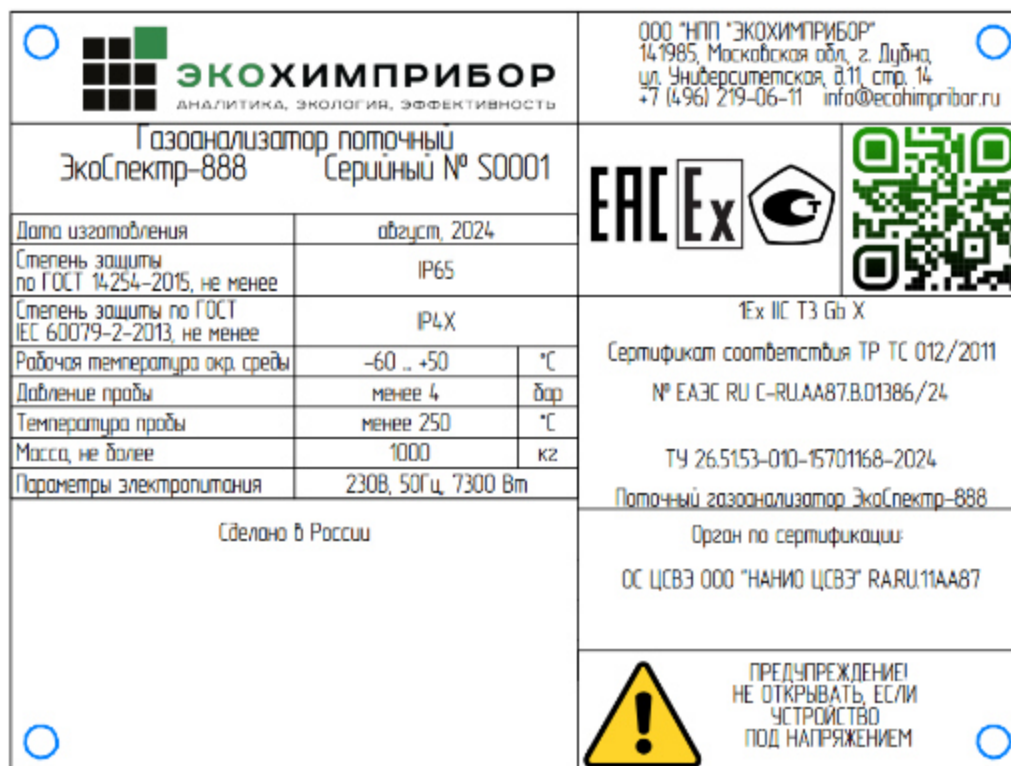 ЭКОХИМПРИБОР
АНАЛИТИКА, ЭКОЛОГИЯ, ЭФФЕКТИВНОСТЬ
ООО "НПП "ЭКОХИМПРИБОР"
141985, Московская обл, г. Дубна,
ул. Университетская, д.11, стр. 14
+7 (496) 219-06-11 info@ecohimpribor.ru
Газоанализатор поточный
ЭкоСпектр-888 Серийный № S0001
Дата изготовления август, 2024
Степень защиты
по ГОСТ 14254-2015, не менее IP65
Степень защиты по ГОСТ
IEC 60079-2-2013, не менее IP4X
Рабочая температура окр. среды -60 .. +50 °C
Давление пробы менее 4 бар
Температура пробы менее 250 °C
Масса, не более 1000 кг
Параметры электропитания 230В, 50Гц, 7300 Вт
Сделано в России
EAC Ex
1Ex IIC T3 Gb X
Сертификат соответствия ТР ТС 012/2011
№ ЕАЭС RU C-RU.АА87.В.01386/24
ТУ 26.51.53-010-15701168-2024
Поточный газоанализатор ЭкоСпектр-888
Орган по сертификации:
ОС ЦСВЭ ООО "НАНИО ЦСВЭ" RA.RU.11АА87
ПРЕДУПРЕЖДЕНИЕ!
НЕ ОТКРЫВАТЬ, ЕСЛИ
УСТРОЙСТВО
ПОД НАПРЯЖЕНИЕМ